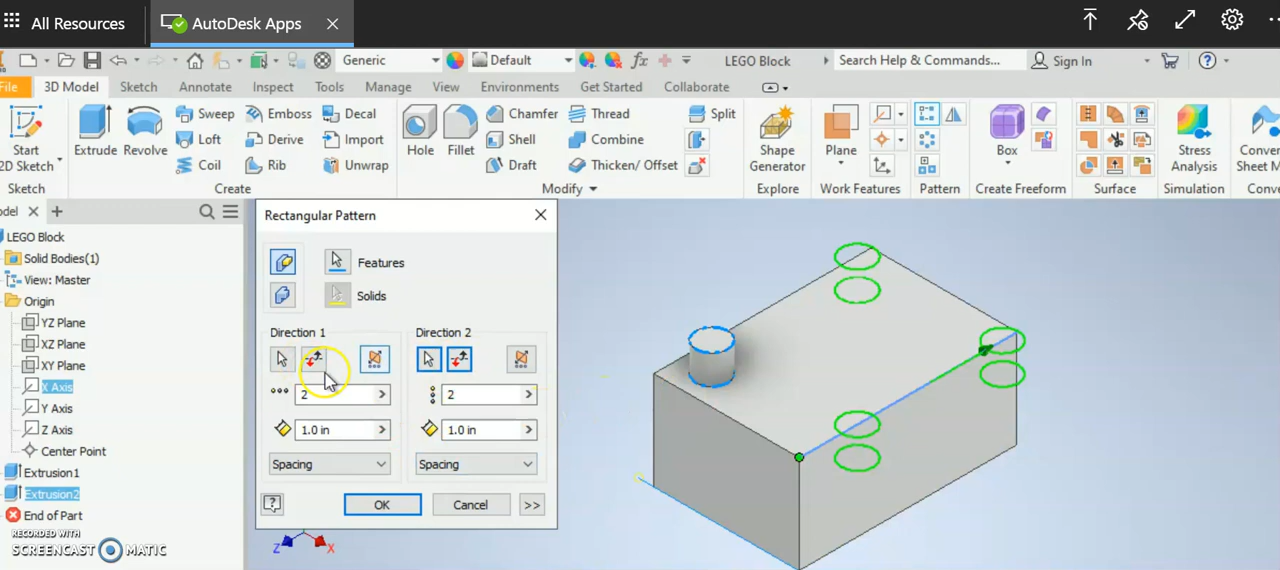 All Resources
AutoDesk Apps
Generic
Default
LEGO Block
Search Help & Commands...
Sign In
File
3D Model
Sketch
Annotate
Inspect
Tools
Manage
View
Environments
Get Started
Collaborate
Start
2D Sketch
Extrude
Revolve
Sweep
Loft
Coil
Emboss
Derive
Rib
Decal
Import
Unwrap
Hole
Fillet
Chamfer
Shell
Draft
Thread
Combine
Thicken/ Offset
Split
Shape
Generator
Plane
Box
Stress
Analysis
Conver
Sheet M
Sketch
Create
Modify
Explore
Work Features
Pattern
Create Freeform
Surface
Simulation
Conve
odel
LEGO Block
Solid Bodies(1)
View: Master
Origin
YZ Plane
XZ Plane
XY Plane
X Axis
Y Axis
Z Axis
Center Point
Extrusion1
Extrusion2
End of Part
RECORDED WITH
SCREENCAST MATIC
Rectangular Pattern
Features
Solids
Direction 1
Direction 2
2
2
1.0 in
1.0 in
Spacing
Spacing
OK
Cancel
>>
Z
X